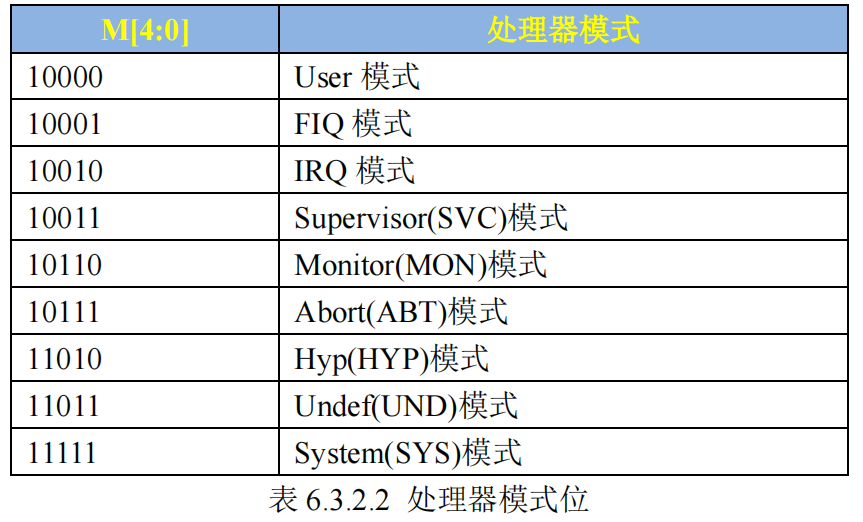 M[4:0] 处理器模式
10000 User 模式
10001 FIQ 模式
10010 IRQ 模式
10011 Supervisor(SVC)模式
10110 Monitor(MON)模式
10111 Abort(ABT)模式
11010 Hyp(HYP)模式
11011 Undef(UND)模式
11111 System(SYS)模式
表 6.3.2.2 处理器模式位